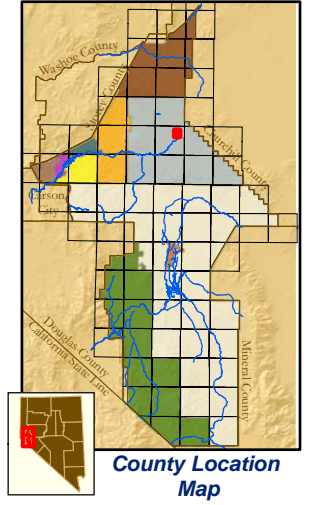 Washoe County
Storey County
Churchill County
Carson
City
Douglas County
California State Line
Mineral County
County Location
Map